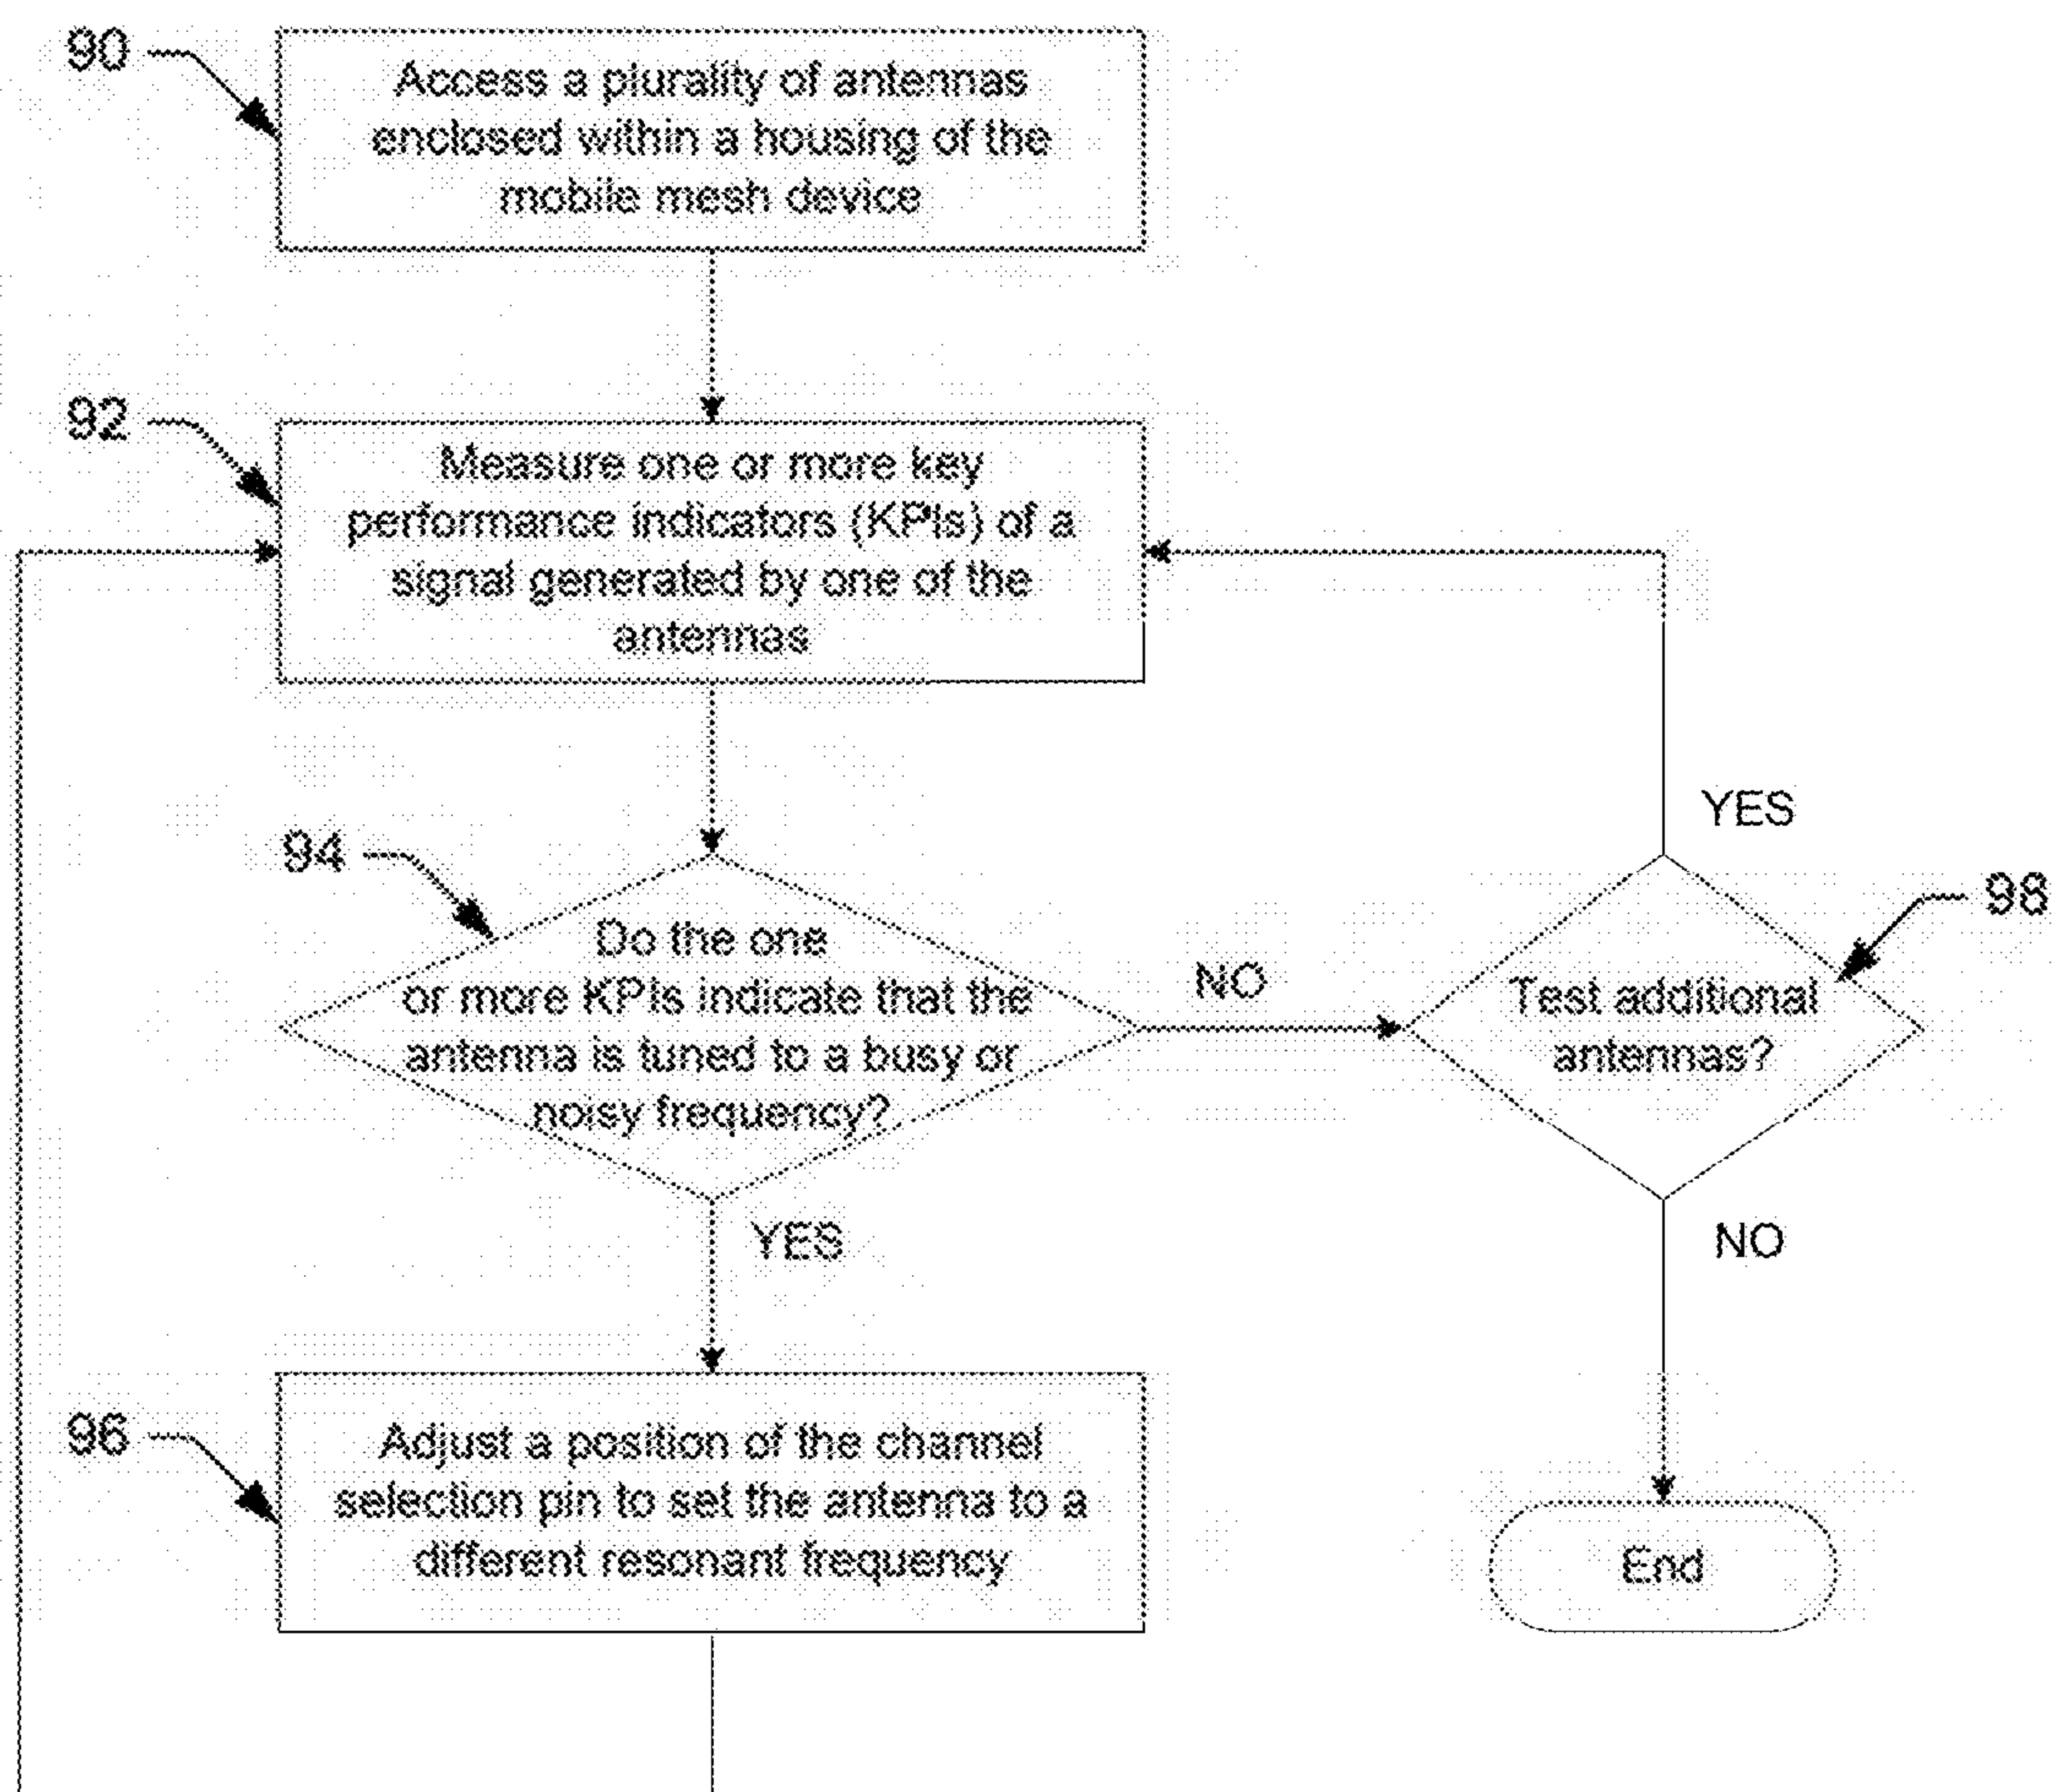 90
Access a plurality of antennas
enclosed within a housing of the
mobile mesh device
92
Measure one or more key
performance indicators (KPIs) of a
signal generated by one of the
antennas
YES
94
98
Do the one
or more KPIs indicate that the
antenna is tuned to a busy or
noisy frequency?
NO
Test additional
antennas?
YES
NO
96
Adjust a position of the channel
selection pin to set the antenna to a
different resonant frequency
End